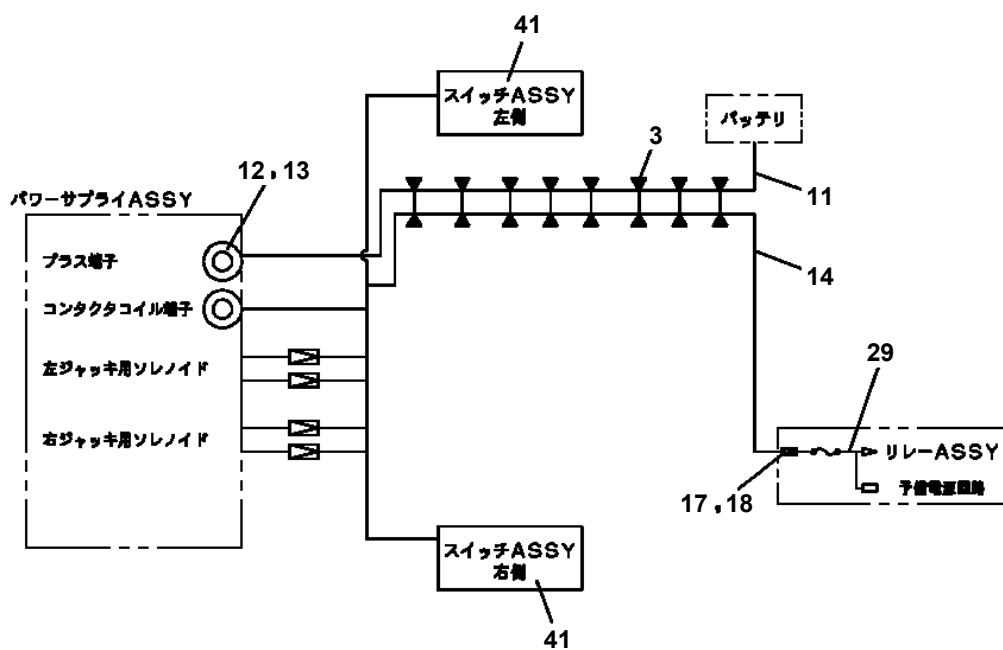 41
スイッチASSY
左側
バッテリ
3
12,13
11
パワーサプライASSY
プラス端子
14
コンタクタコイル端子
左ジャッキ用ソレノイド
29
右ジャッキ用ソレノイド
リレーASSY
予備電源回路
17,18
スイッチASSY
右側
41